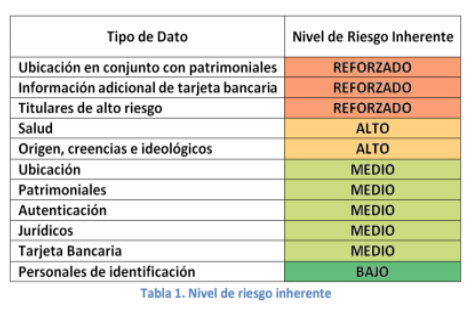 Tipo de Dato Nivel de Riesgo Inherente
Ubicación en conjunto con patrimoniales REFORZADO
Información adicional de tarjeta bancaria REFORZADO
Titulares de alto riesgo REFORZADO
Salud ALTO
Origen, creencias e ideológicos ALTO
Ubicación MEDIO
Patrimoniales MEDIO
Autenticación MEDIO
Jurídicos MEDIO
Tarjeta Bancaria MEDIO
Personales de identificación BAJO
Tabla 1. Nivel de riesgo inherente